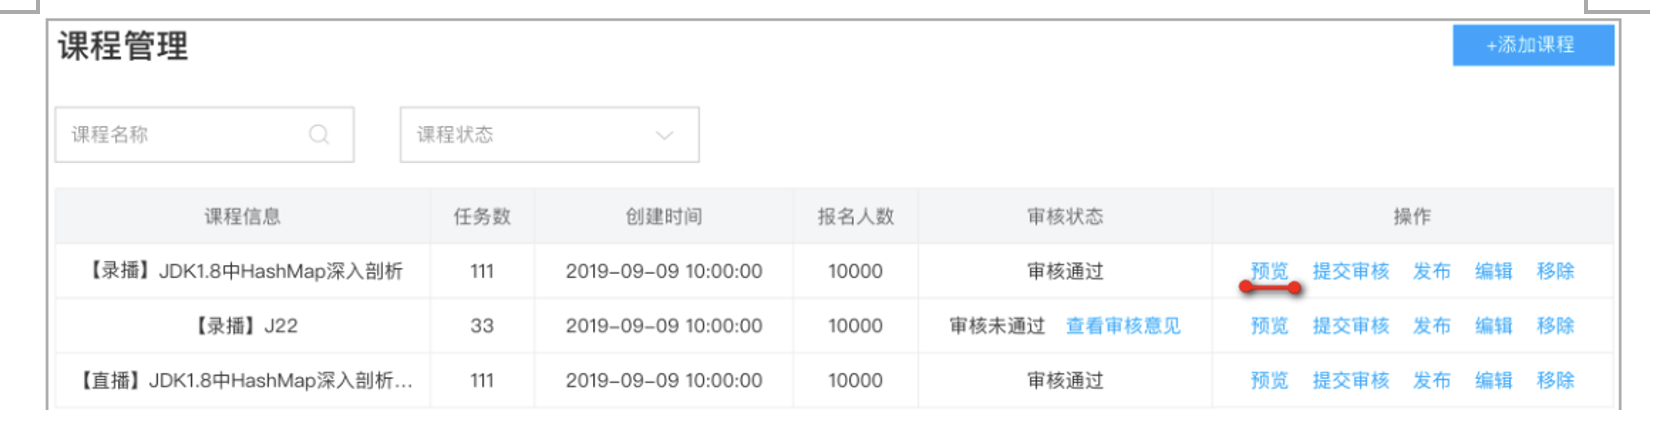 课程管理
+添加课程
课程名称 课程状态
课程信息 任务数 创建时间 报名人数 审核状态 操作
【录播】JDK1.8中HashMap深入剖析 111 2019-09-09 10:00:00 10000 审核通过 预览 提交审核 发布 编辑 移除
【录播】J22 33 2019-09-09 10:00:00 10000 审核未通过 查看审核意见 预览 提交审核 发布 编辑 移除
【直播】JDK1.8中HashMap深入剖析... 111 2019-09-09 10:00:00 10000 审核通过 预览 提交审核 发布 编辑 移除